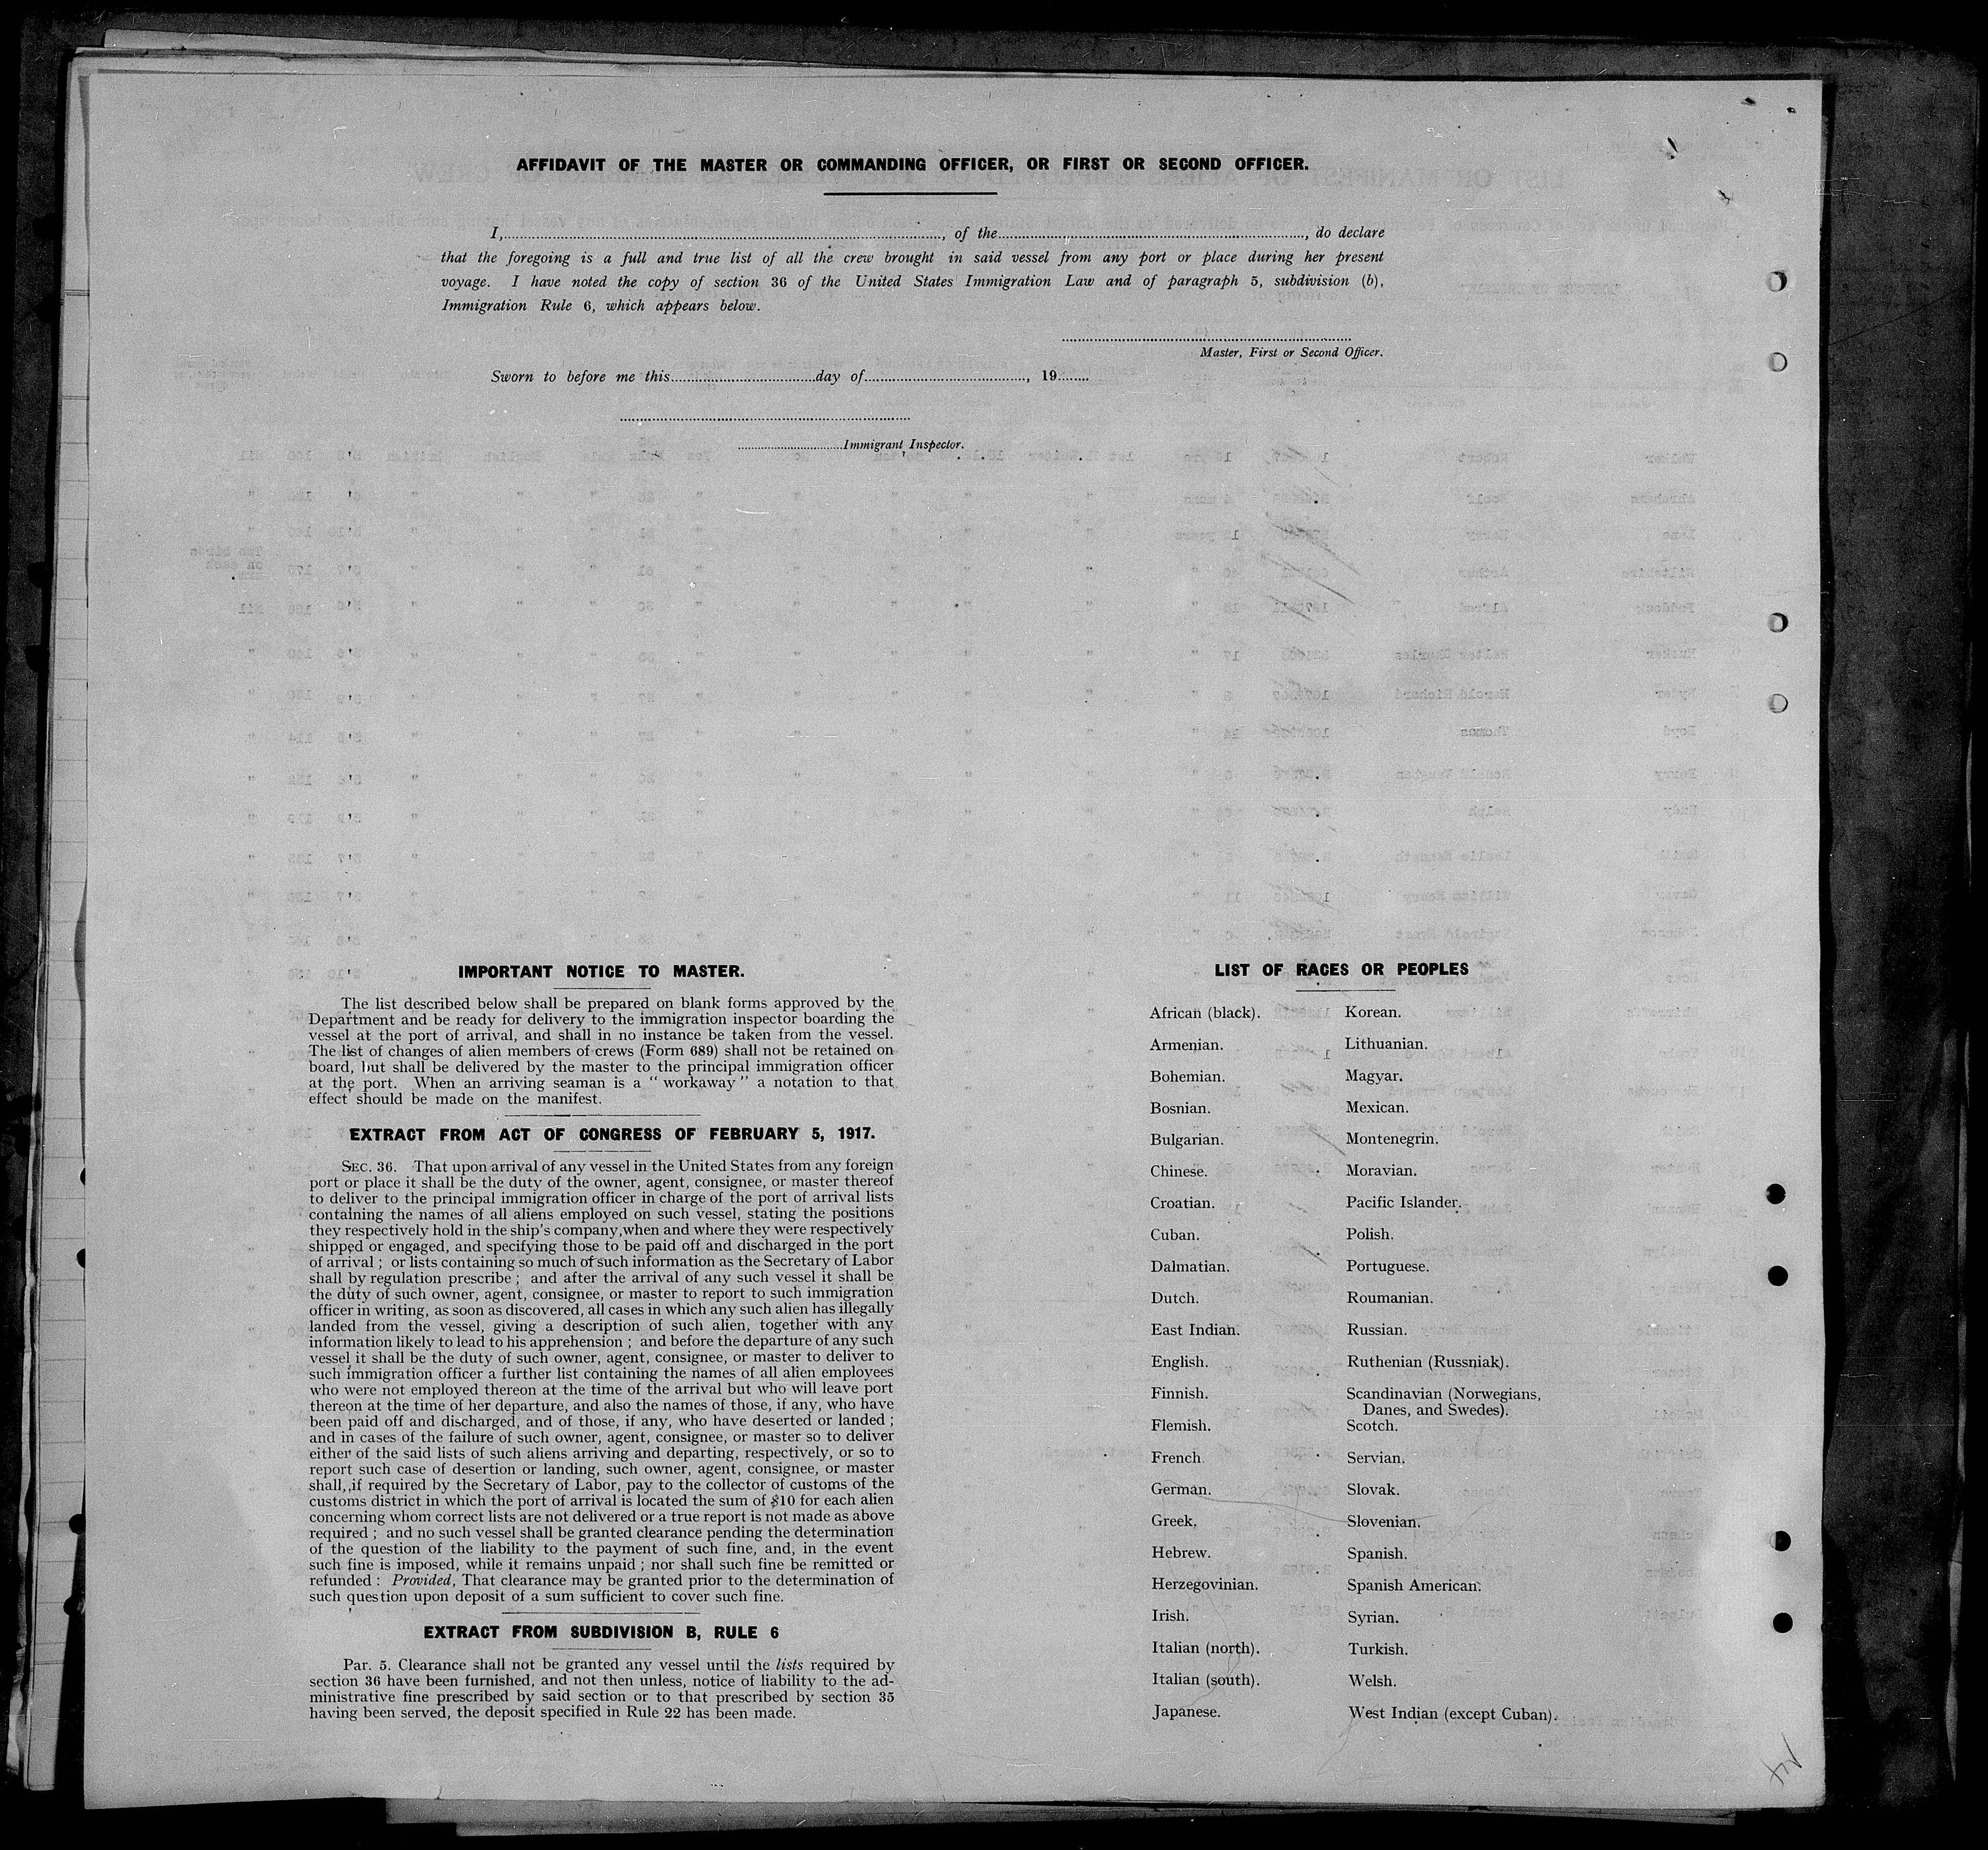 AFFIDAVIT OF THE MASTER OR COMMANDING OFFICER, OR FIRST OR SECOND OFFICER.
I,........................, of the........................, do declare
that the foregoing is a full and true list of all the crew brought in said vessel from any port or place during her present
voyage. I have noted the copy of section 36 of the United States Immigration Law and of paragraph 5, subdivision (b),
Immigration Rule 6, which appears below.
Master, First or Second Officer.
Sworn to before me this............day of............, 19......
............Immigrant Inspector.
IMPORTANT NOTICE TO MASTER.
The list described below shall be prepared on blank forms approved by the
Department and be ready for delivery to the immigration inspector boarding the
vessel at the port of arrival, and shall in no instance be taken from the vessel.
The list of changes of alien members of crews (Form 689) shall not be retained on
board, but shall be delivered by the master to the principal immigration officer
at the port. When an arriving seaman is a " workaway " a notation to that
effect should be made on the manifest.
EXTRACT FROM ACT OF CONGRESS OF FEBRUARY 5, 1917.
SEC. 36. That upon arrival of any vessel in the United States from any foreign
port or place it shall be the duty of the owner, agent, consignee, or master thereof
to deliver to the principal immigration officer in charge of the port of arrival lists
containing the names of all aliens employed on such vessel, stating the positions
they respectively hold in the ship's company, when and where they were respectively
shipped or engaged, and specifying those to be paid off and discharged in the port
of arrival ; or lists containing so much of such information as the Secretary of Labor
shall by regulation prescribe ; and after the arrival of any such vessel it shall be
the duty of such owner, agent, consignee, or master to report to such immigration
officer in writing, as soon as discovered, all cases in which any such alien has illegally
landed from the vessel, giving a description of such alien, together with any
information likely to lead to his apprehension ; and before the departure of any such
vessel it shall be the duty of such owner, agent, consignee, or master to deliver to
such immigration officer a further list containing the names of all alien employees
who were not employed thereon at the time of the arrival but who will leave port
thereon at the time of her departure, and also the names of those, if any, who have
been paid off and discharged, and of those, if any, who have deserted or landed ;
and in cases of the failure of such owner, agent, consignee, or master so to deliver
either of the said lists of such aliens arriving and departing, respectively, or so to
report such case of desertion or landing, such owner, agent, consignee, or master
shall, if required by the Secretary of Labor, pay to the collector of customs of the
customs district in which the port of arrival is located the sum of $10 for each alien
concerning whom correct lists are not delivered or a true report is not made as above
required ; and no such vessel shall be granted clearance pending the determination
of the question of the liability to the payment of such fine, and, in the event
such fine is imposed, while it remains unpaid ; nor shall such fine be remitted or
refunded : Provided, That clearance may be granted prior to the determination of
such question upon deposit of a sum sufficient to cover such fine.
EXTRACT FROM SUBDIVISION B, RULE 6
Par. 5. Clearance shall not be granted any vessel until the lists required by
section 36 have been furnished, and not then unless, notice of liability to the ad-
ministrative fine prescribed by said section or to that prescribed by section 35
having been served, the deposit specified in Rule 22 has been made.
LIST OF RACES OR PEOPLES
African (black).
Armenian.
Bohemian.
Bosnian.
Bulgarian.
Chinese.
Croatian.
Cuban.
Dalmatian.
Dutch.
East Indian.
English.
Finnish.
Flemish.
French.
German.
Greek.
Hebrew.
Herzegovinian.
Irish.
Italian (north).
Italian (south).
Japanese.
Korean.
Lithuanian.
Magyar.
Mexican.
Montenegrin.
Moravian.
Pacific Islander.
Polish.
Portuguese.
Roumanian.
Russian.
Ruthenian (Russniak).
Scandinavian (Norwegians,
Danes, and Swedes).
Scotch.
Servian.
Slovak.
Slovenian.
Spanish.
Spanish American.
Syrian.
Turkish.
Welsh.
West Indian (except Cuban).